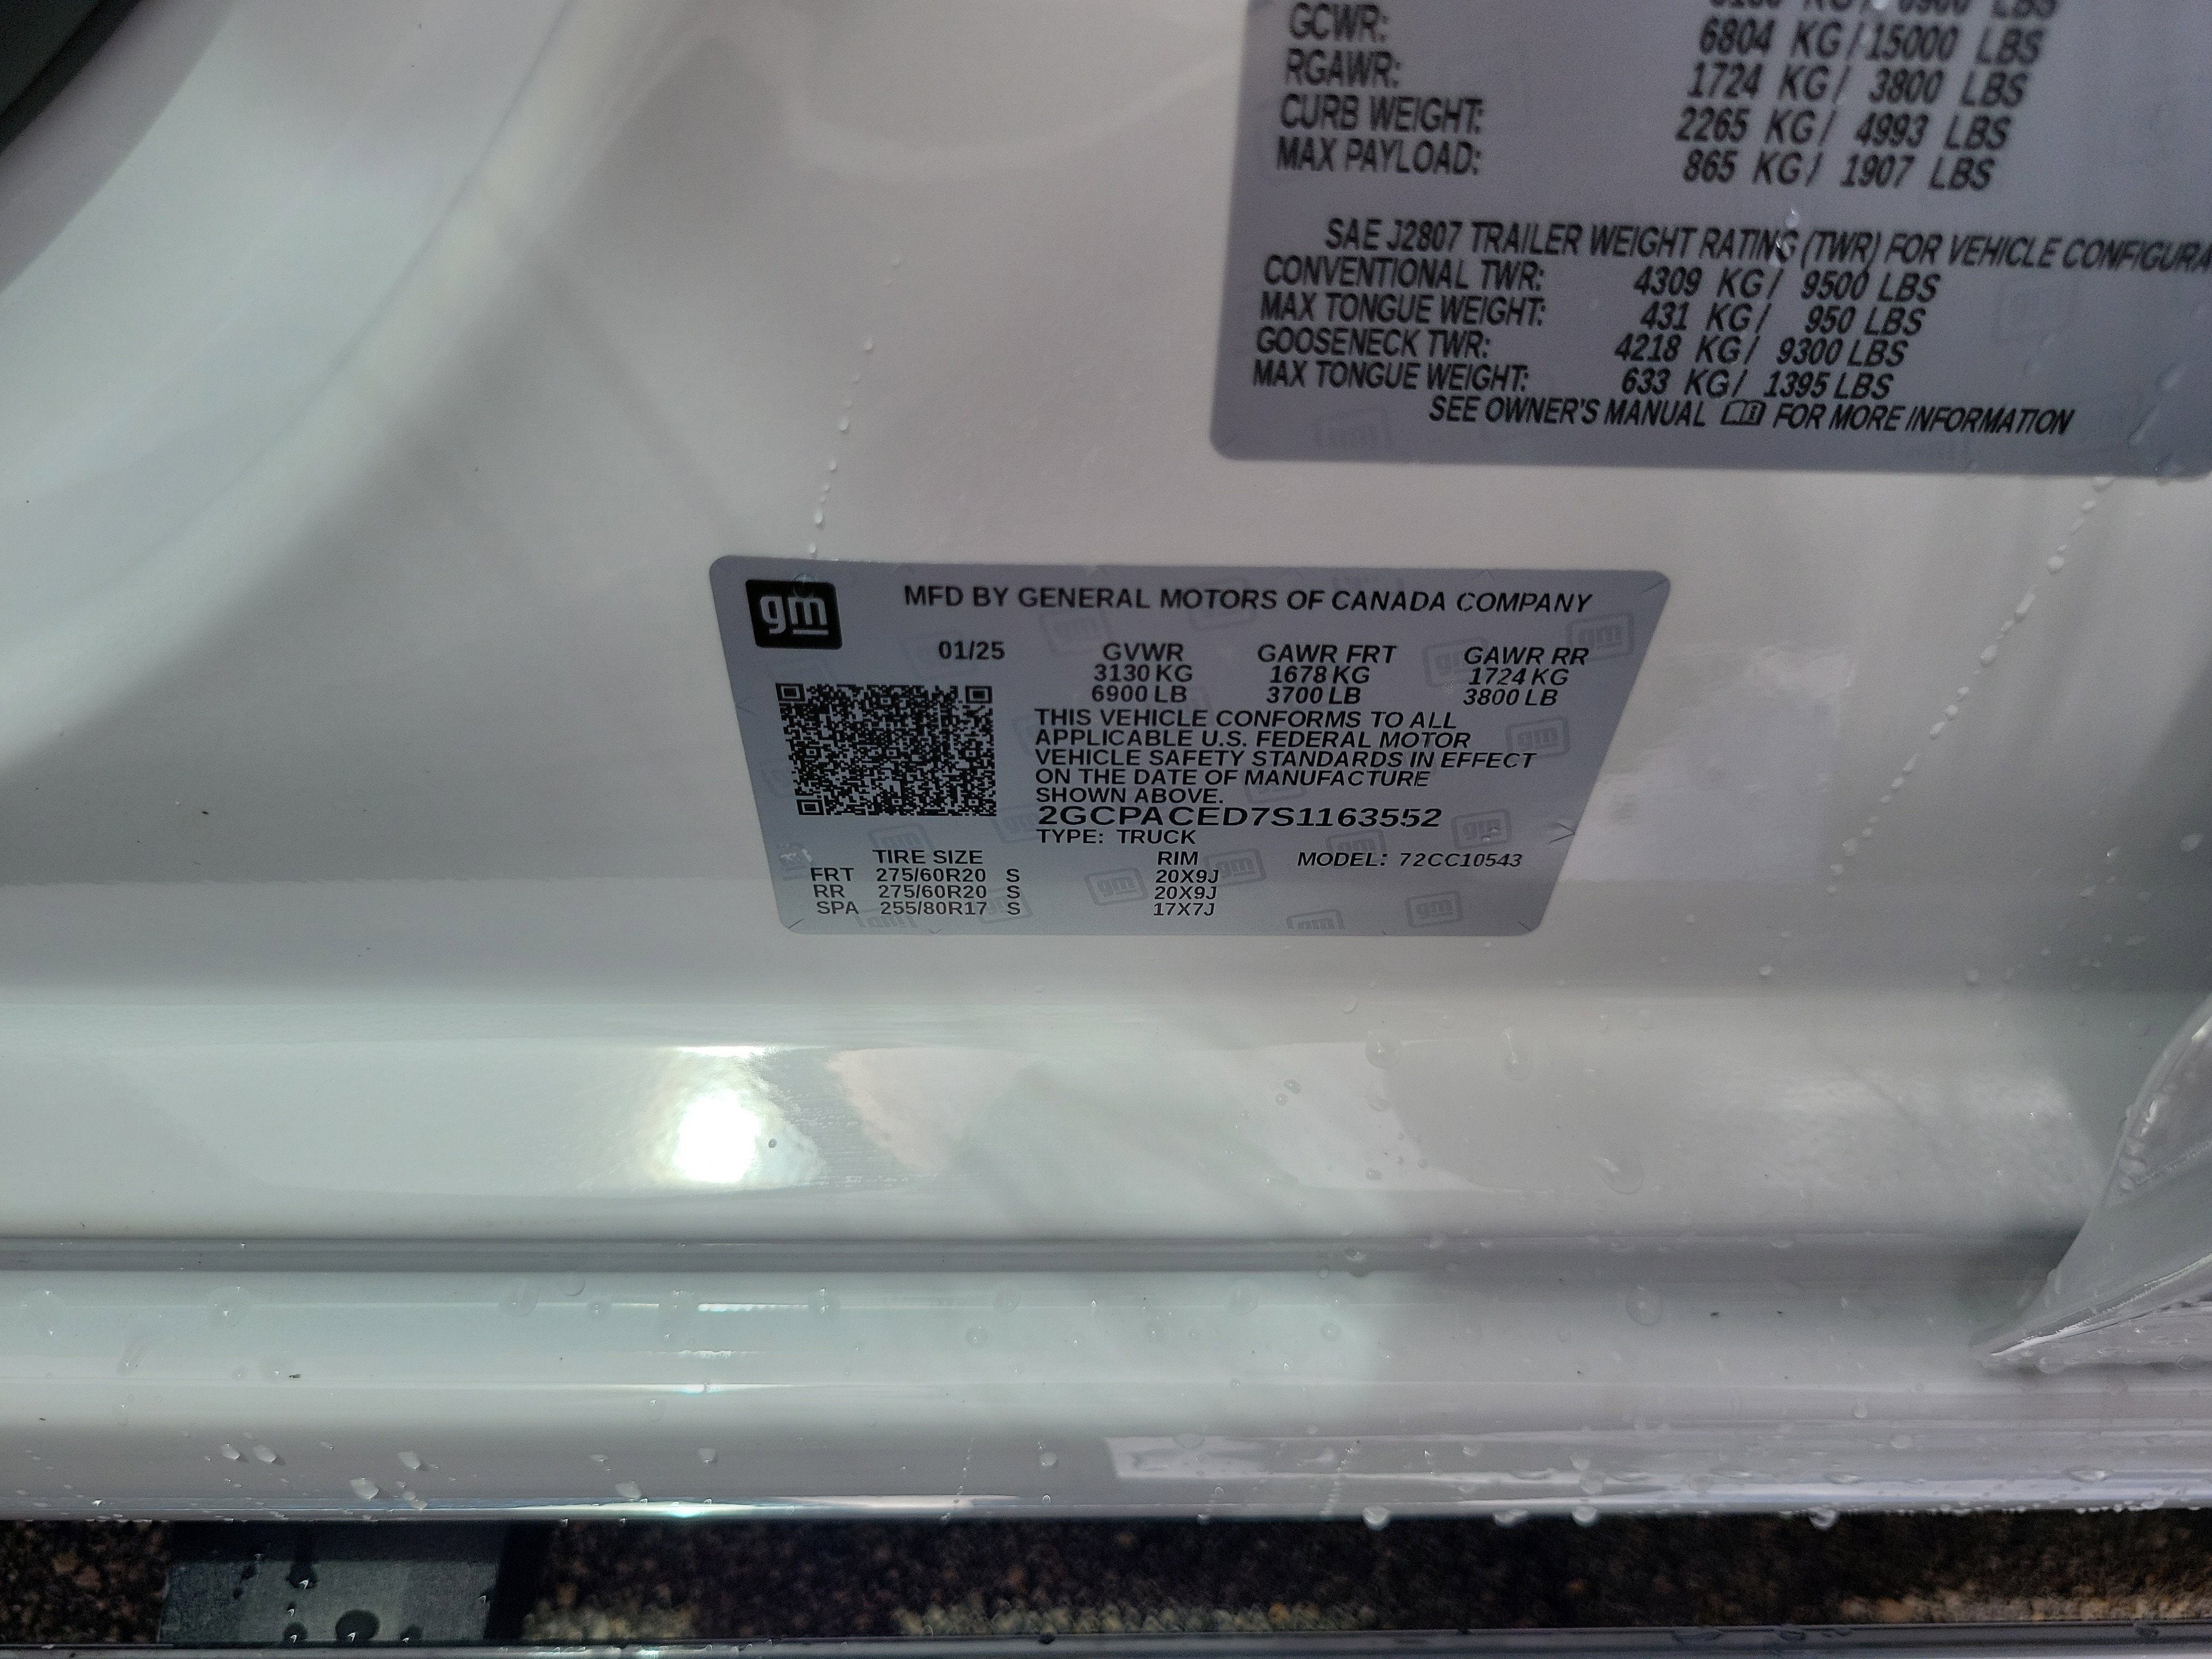 GCWR: 6804 KG / 15000 LBS
RGAWR: 1724 KG / 3800 LBS
CURB WEIGHT: 2265 KG / 4993 LBS
MAX PAYLOAD: 865 KG / 1907 LBS
SAE J2807 TRAILER WEIGHT RATING (TWR) FOR VEHICLE CONFIGURA
CONVENTIONAL TWR: 4309 KG / 9500 LBS
MAX TONGUE WEIGHT: 431 KG / 950 LBS
GOOSENECK TWR: 4218 KG / 9300 LBS
MAX TONGUE WEIGHT: 633 KG / 1395 LBS
SEE OWNER'S MANUAL FOR MORE INFORMATION
gm MFD BY GENERAL MOTORS OF CANADA COMPANY
01/25 GVWR GAWR FRT GAWR RR
3130 KG 1678 KG 1724 KG
6900 LB 3700 LB 3800 LB
THIS VEHICLE CONFORMS TO ALL
APPLICABLE U.S. FEDERAL MOTOR
VEHICLE SAFETY STANDARDS IN EFFECT
ON THE DATE OF MANUFACTURE
SHOWN ABOVE.
2GCPACED7S1163552
TYPE: TRUCK
TIRE SIZE RIM MODEL: 72CC10543
FRT 275/60R20 S 20X9J
RR 275/60R20 S 20X9J
SPA 255/80R17 S 17X7J